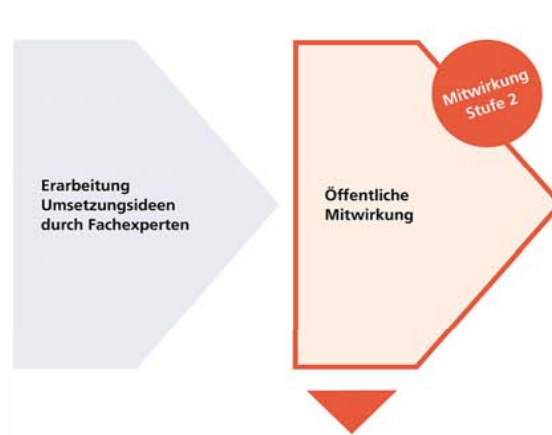 Erarbeitung
Umsetzungsideen
durch Fachexperten
Mitwirkung
Stufe 2
Öffentliche
Mitwirkung